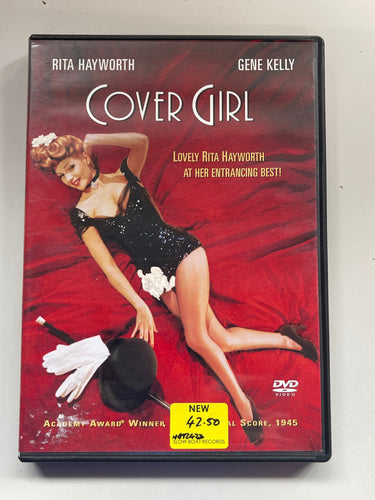 RITA HAYWORTH GENE KELLY
COVER GIRL
LOVELY RITA HAYWORTH
AT HER ENTRANCING BEST!
DVD
VIDEO
NEW
42.50
SLOW BOAT RECORDS
ACADEMY AWARD® WINNER, AL SCORE, 1945